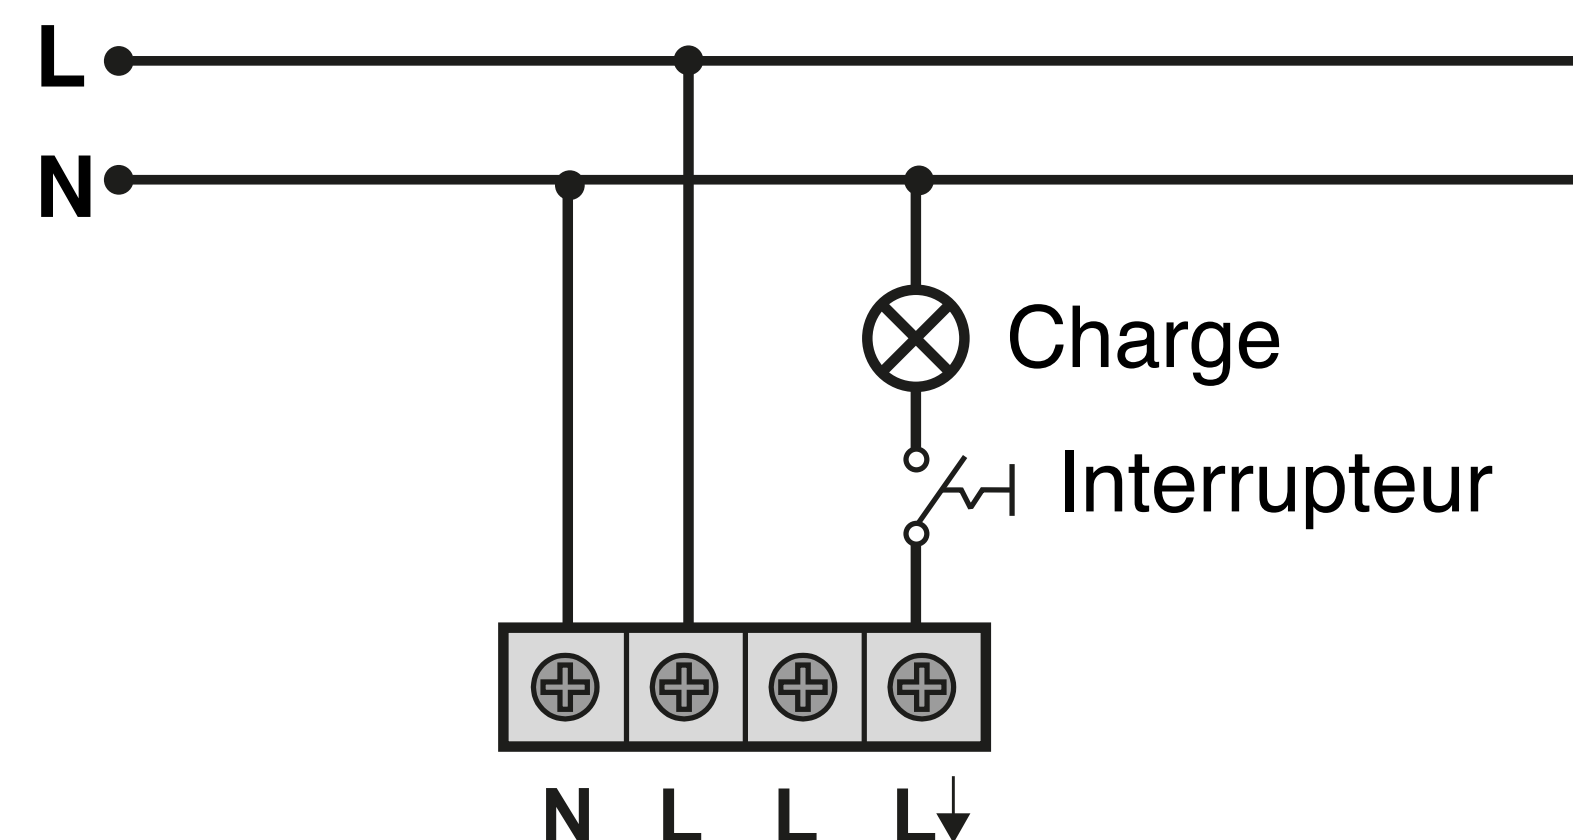 L
N
Charge
Interrupteur
N L L L↓